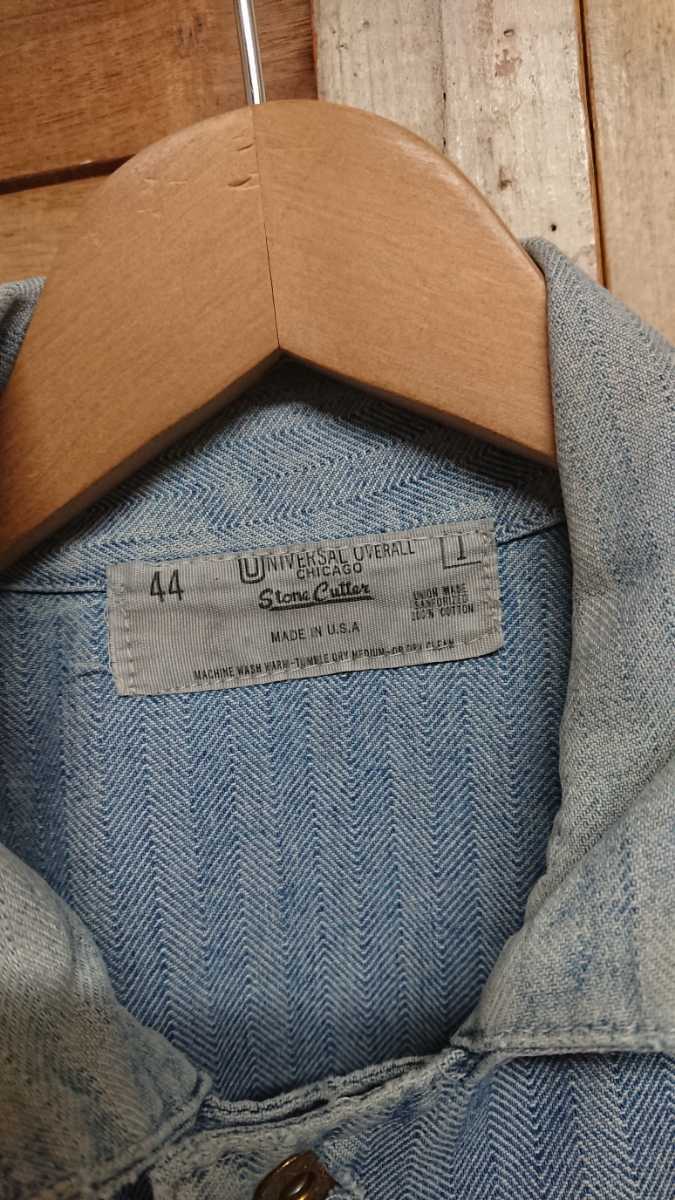 44
UNIVERSAL OVERALL
CHICAGO
Stone Cutter
MADE IN U.S.A
UNION MADE
SANFORIZED
100% COTTON
MACHINE WASH WARM-TUMBLE DRY MEDIUM-OR DRY CLEAN